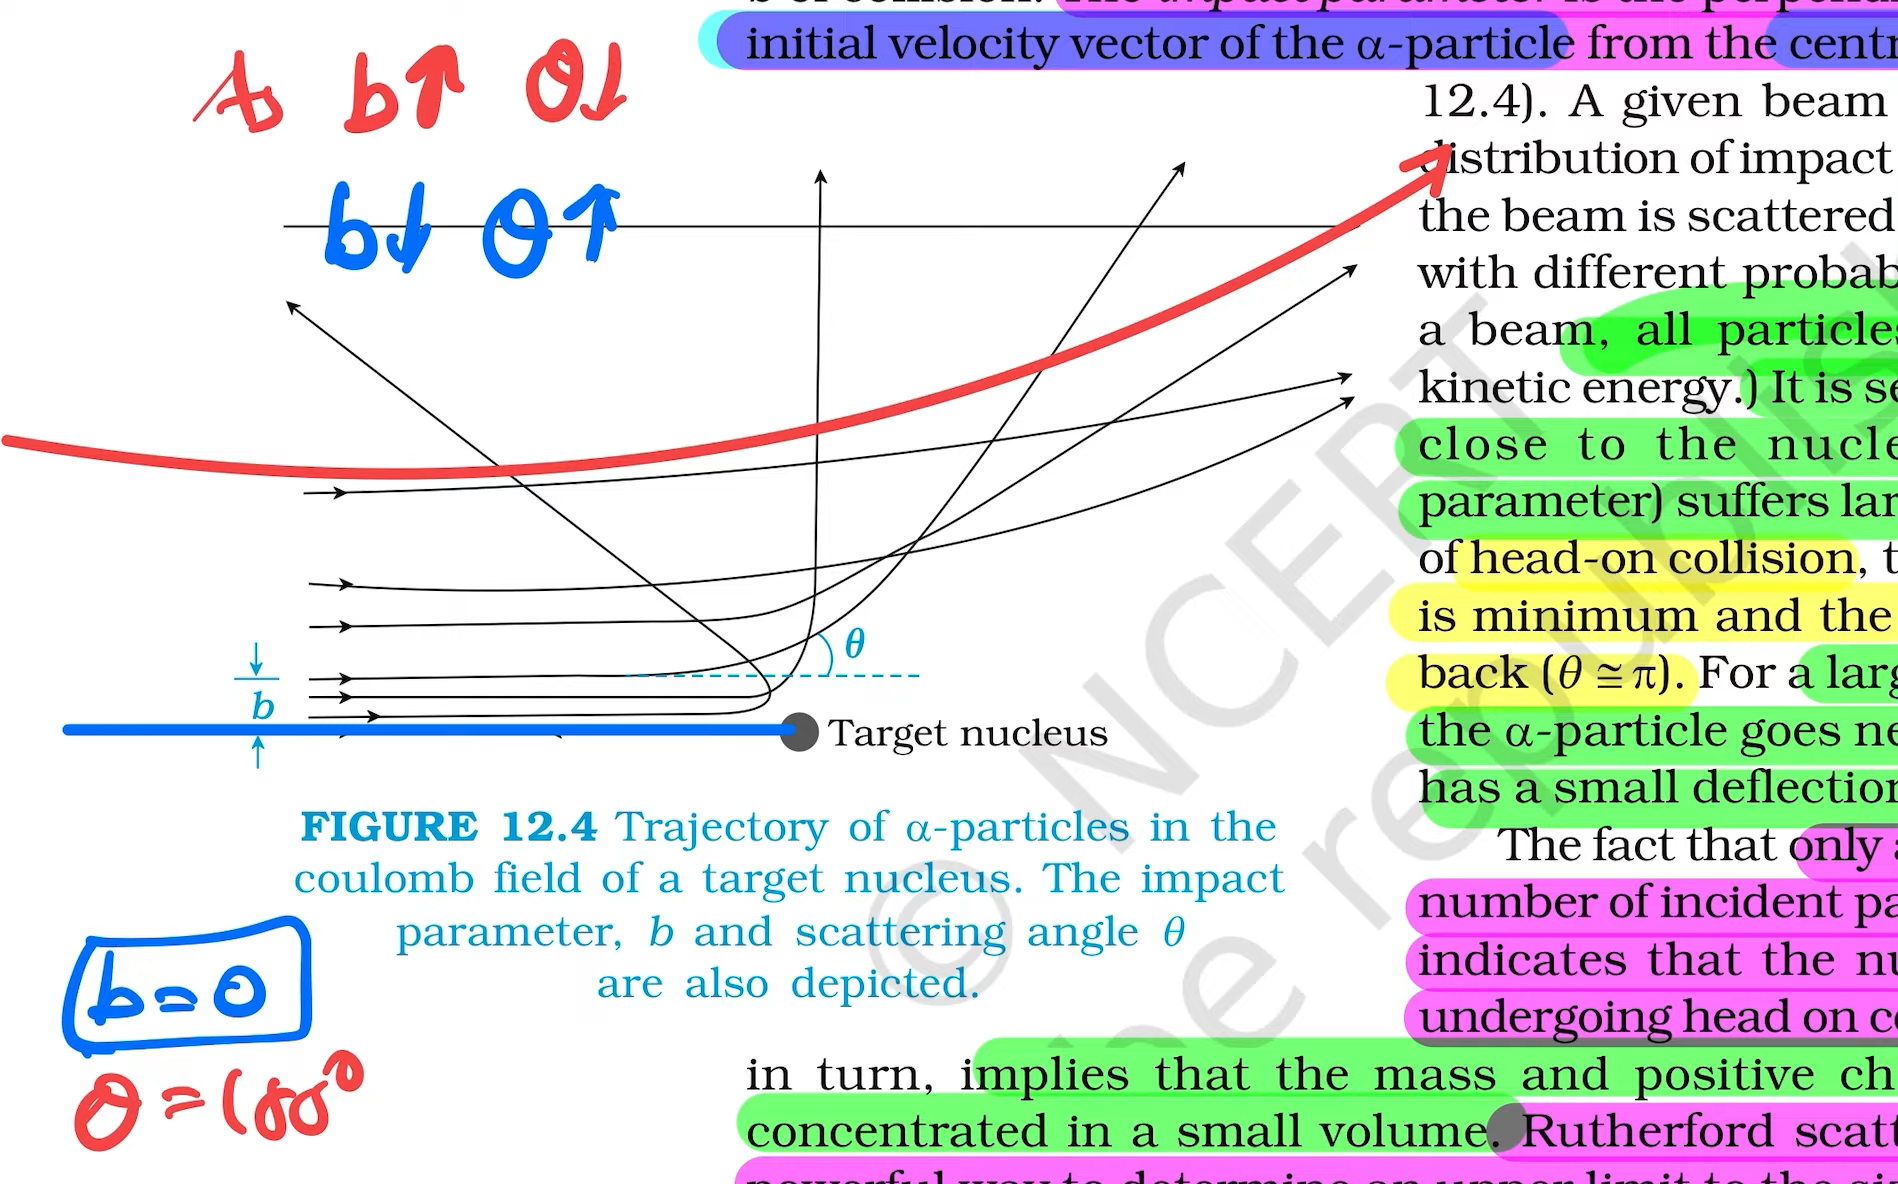 initial velocity vector of the α-particle from the centr
As b↑ θ↓
12.4). A given beam
distribution of impact
b↓ θ↑
the beam is scattered
with different probab
a beam, all particles
kinetic energy.) It is se
close to the nucle
parameter) suffers lar
of head-on collision, t
is minimum and the
θ
back (θ ≅ π). For a larg
b
Target nucleus
the α-particle goes ne
has a small deflection
FIGURE 12.4 Trajectory of α-particles in the
coulomb field of a target nucleus. The impact
parameter, b and scattering angle θ
are also depicted.
The fact that only a
number of incident pa
indicates that the nu
undergoing head on co
b = 0
θ = 180°
in turn, implies that the mass and positive ch
concentrated in a small volume. Rutherford scatt
© NCERT
be republish